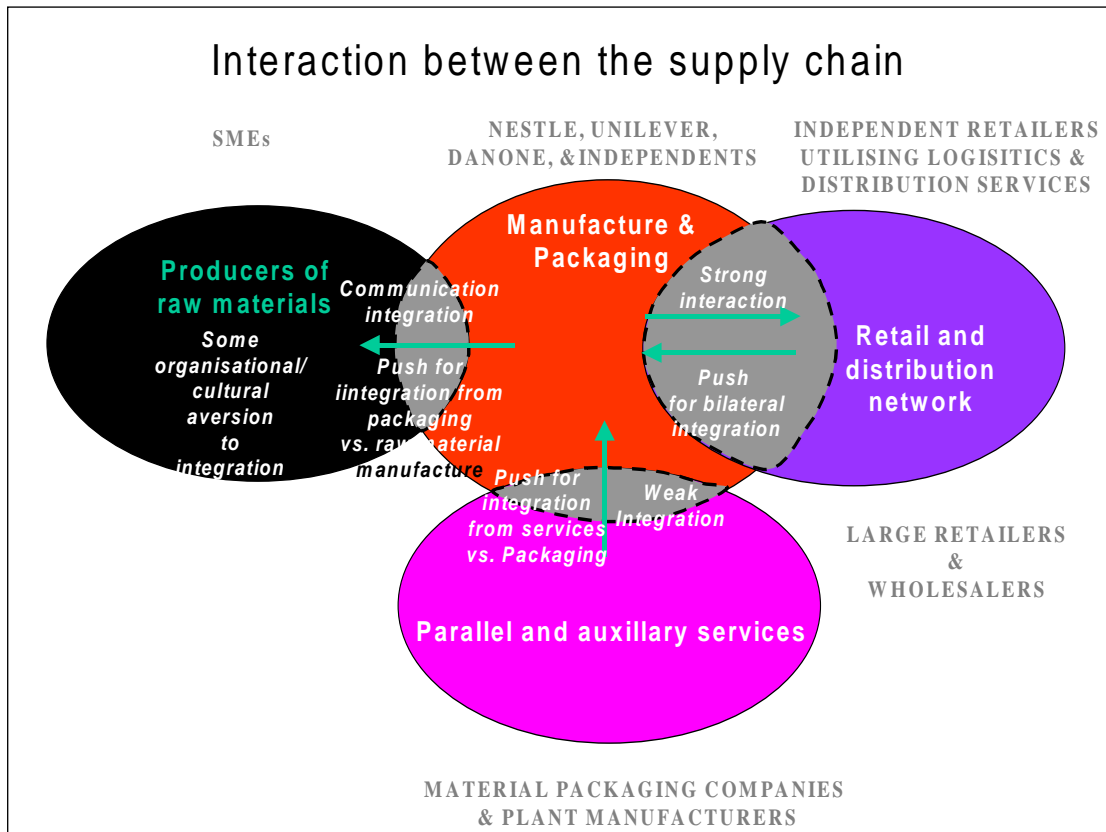 Interaction between the supply chain
SMEs
NESTLE, UNILEVER,
DANONE, & INDEPENDENTS
INDEPENDENT RETAILERS
UTILISING LOGISITICS &
DISTRIBUTION SERVICES
Producers of
raw materials
Some
organisational/
cultural
aversion
to
integration
Communication
integration
Push for
iintegration from
packaging
vs. raw material
manufacture
Manufacture &
Packaging
Strong
interaction
Push
for bilateral
integration
Retail and
distribution
network
Push for
integration
from services
vs. Packaging
Weak
Integration
Parallel and auxillary services
LARGE RETAILERS
&
WHOLESALERS
MATERIAL PACKAGING COMPANIES
& PLANT MANUFACTURERS